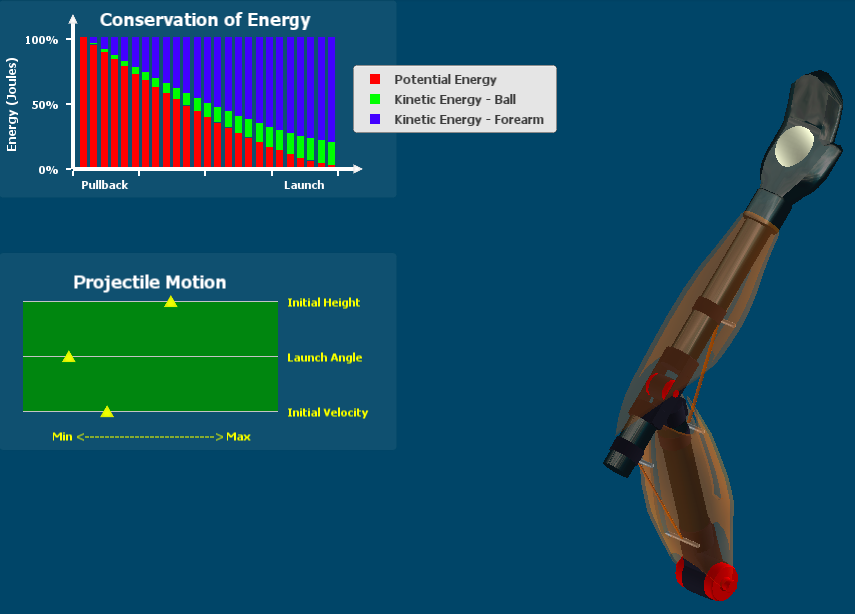 Conservation of Energy
Energy (Joules)
100%
50%
0%
Pullback
Launch
Potential Energy
Kinetic Energy - Ball
Kinetic Energy - Forearm
Projectile Motion
Initial Height
Launch Angle
Initial Velocity
Min <---------------------------> Max